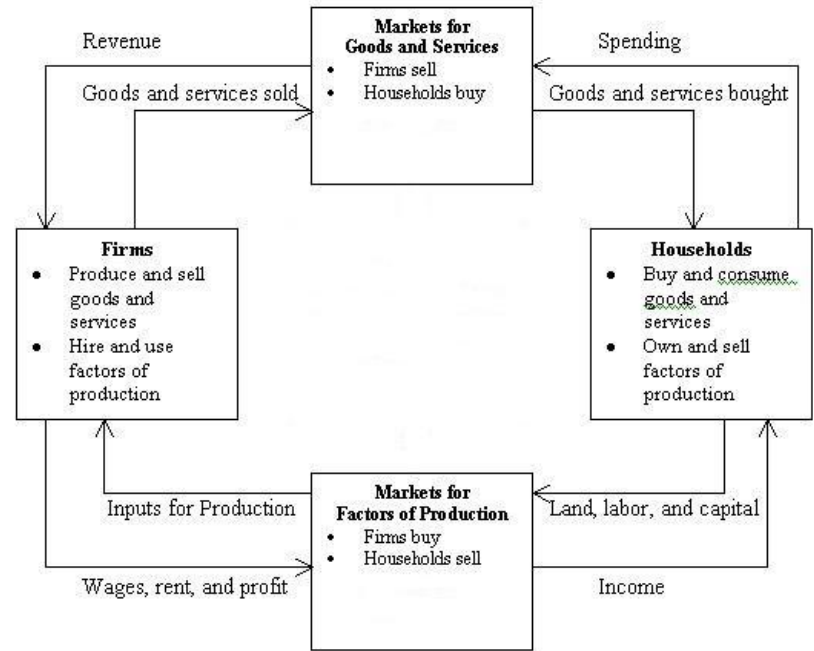 Markets for
Goods and Services
• Firms sell
• Households buy
Revenue
Spending
Goods and services sold
Goods and services bought
Firms
• Produce and sell
goods and
services
• Hire and use
factors of
production
Households
• Buy and consume
goods and
services
• Own and sell
factors of
production
Inputs for Production
Land, labor, and capital
Markets for
Factors of Production
• Firms buy
• Households sell
Wages, rent, and profit
Income